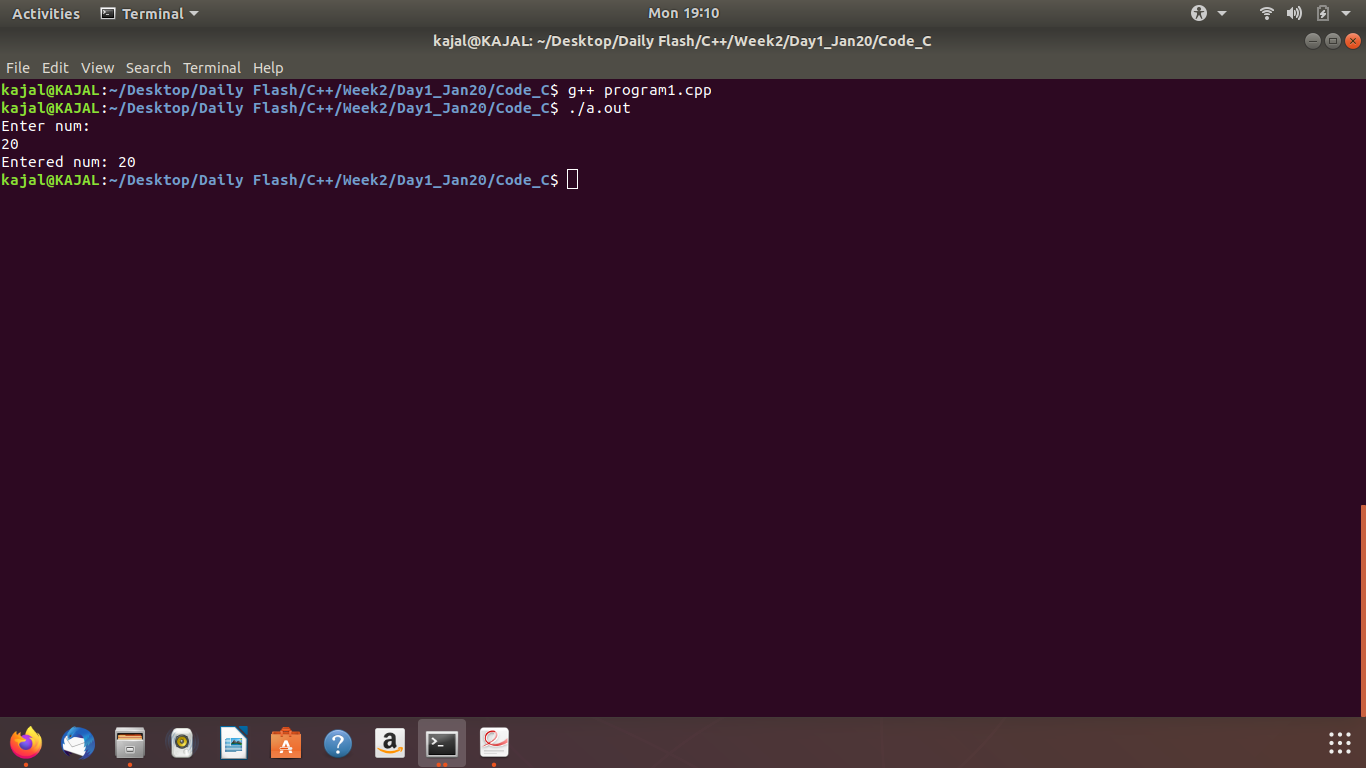 Activities Terminal Mon 19:10
kajal@KAJAL: ~/Desktop/Daily Flash/C++/Week2/Day1_Jan20/Code_C
File Edit View Search Terminal Help
kajal@KAJAL:~/Desktop/Daily Flash/C++/Week2/Day1_Jan20/Code_C$ g++ program1.cpp
kajal@KAJAL:~/Desktop/Daily Flash/C++/Week2/Day1_Jan20/Code_C$ ./a.out
Enter num:
20
Entered num: 20
kajal@KAJAL:~/Desktop/Daily Flash/C++/Week2/Day1_Jan20/Code_C$